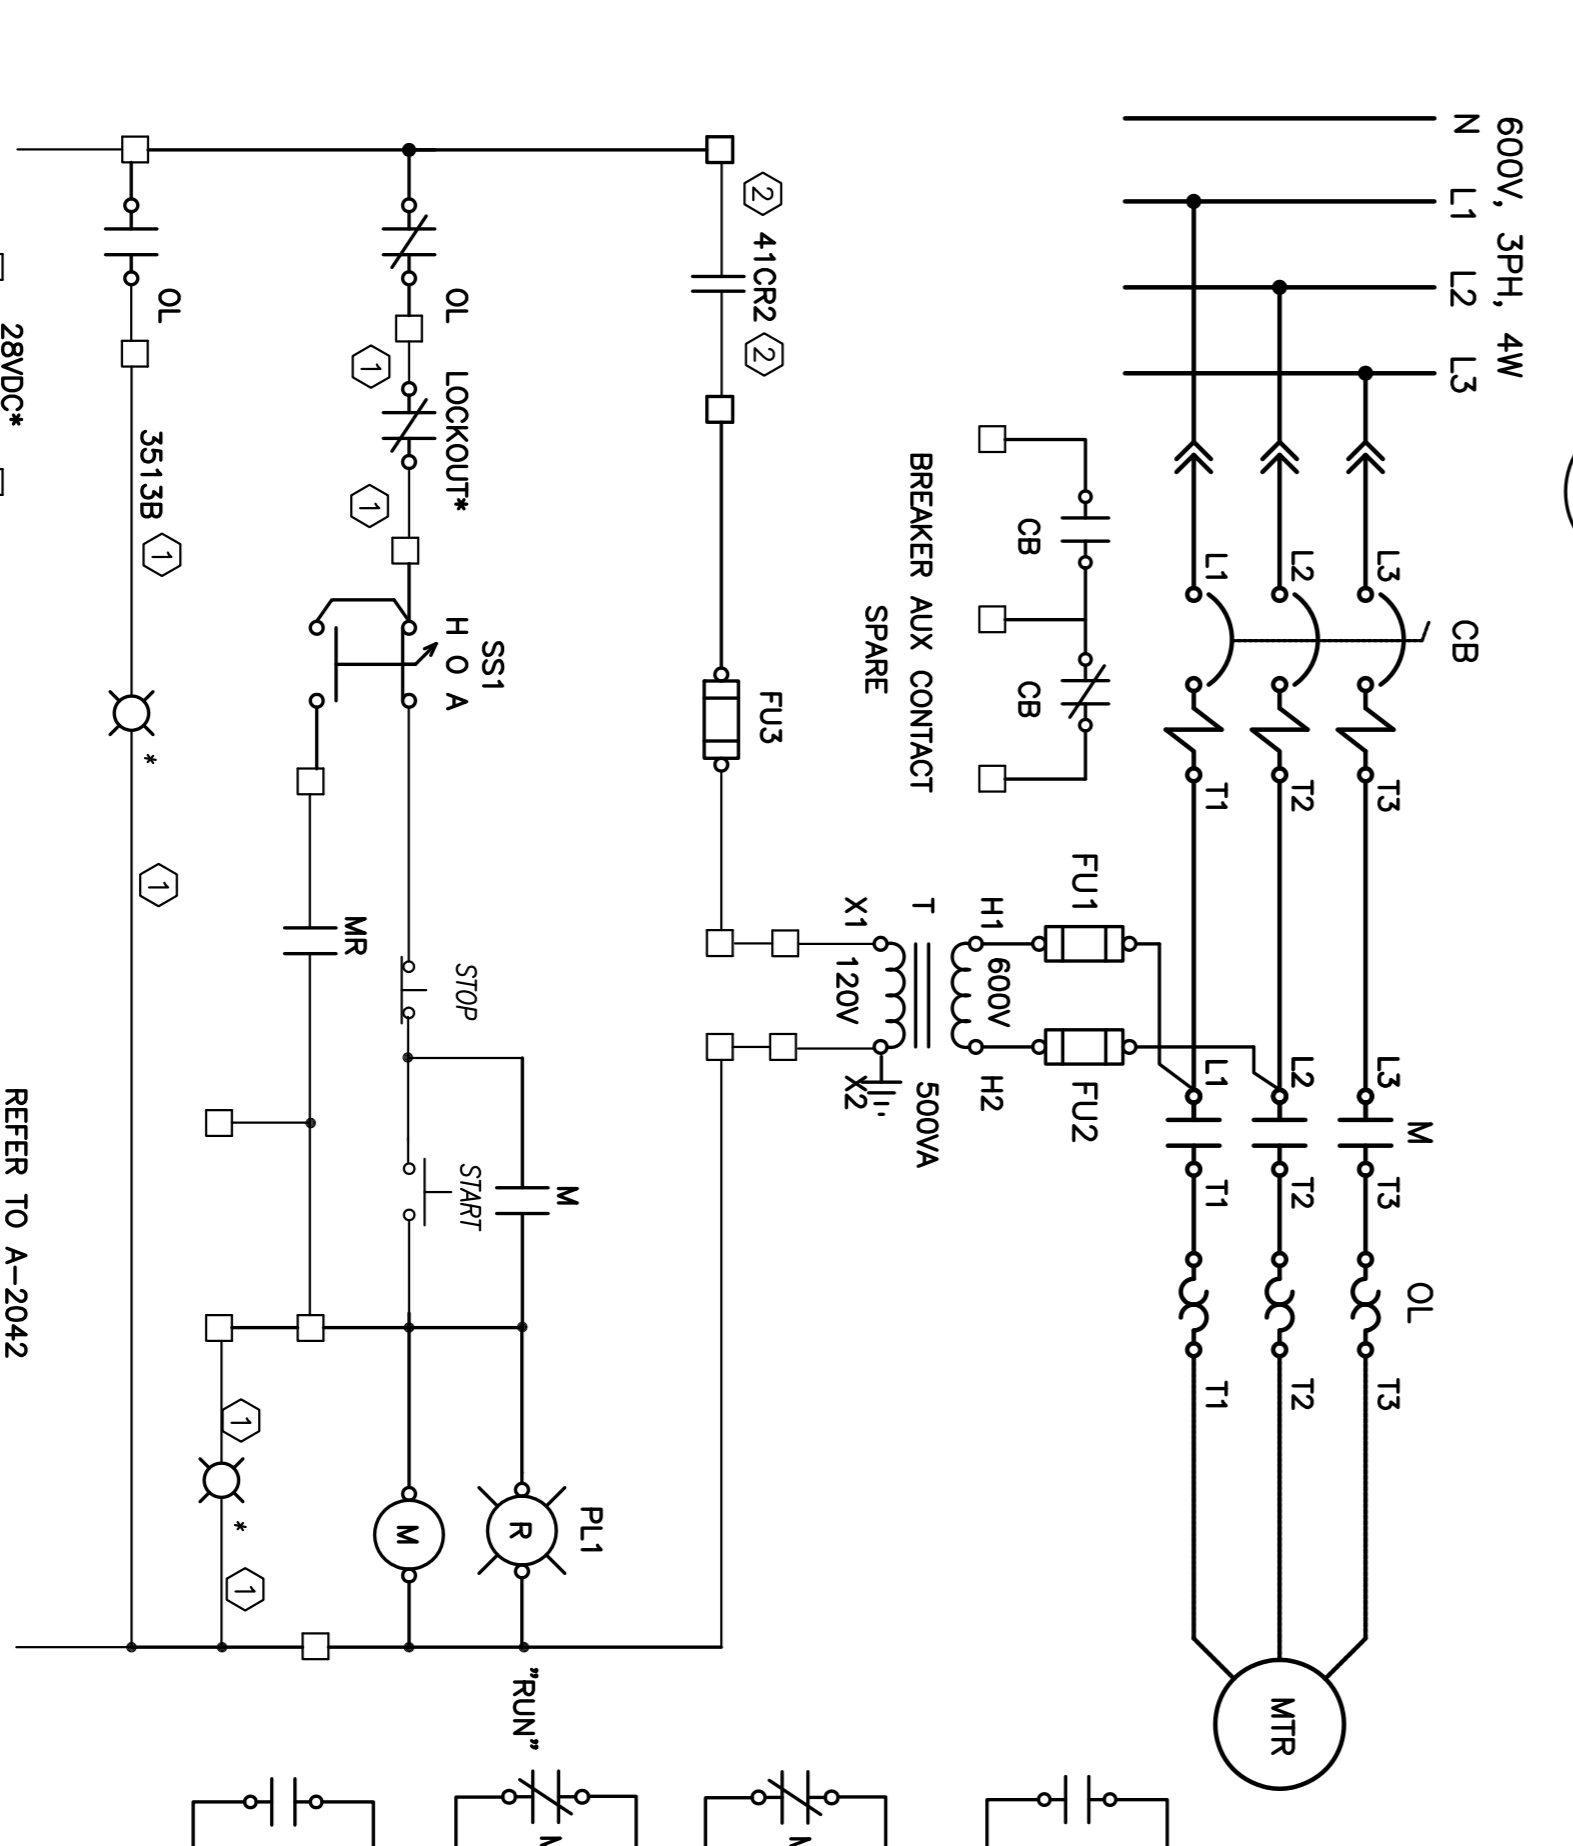 600V, 3PH, 4W
N
L1
L2
L3
L3
L2
L1
CB
T3
T2
T1
L3
L2
L1
M
T3
T2
T1
OL
T3
T2
T1
MTR
CB
CB
BREAKER AUX CONTACT
SPARE
FU1
FU2
H1
600V
H2
T
500VA
X1
120V
X2
2
41CR2
2
FU3
OL
LOCKOUT*
1
1
SS1
H O A
STOP
START
M
PL1
R
M
"RUN"
MR
1
*
1
OL
3513B
1
*
1
28VDC*
REFER TO A-2042